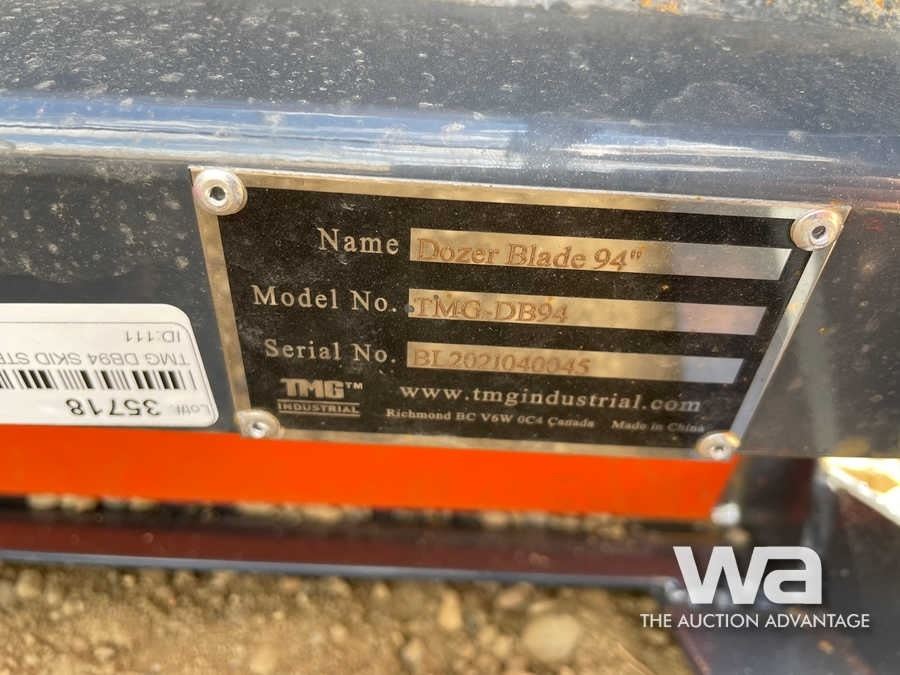 Name Dozer Blade 94"
Model No. TMG-DB94
Serial No. BL2021040045
TMG™ INDUSTRIAL
www.tmgindustrial.com
Richmond BC V6W 0C4 Canada Made in China
Lot#: 35718
TMG DB94 SKID
ID:111
wa
THE AUCTION ADVANTAGE